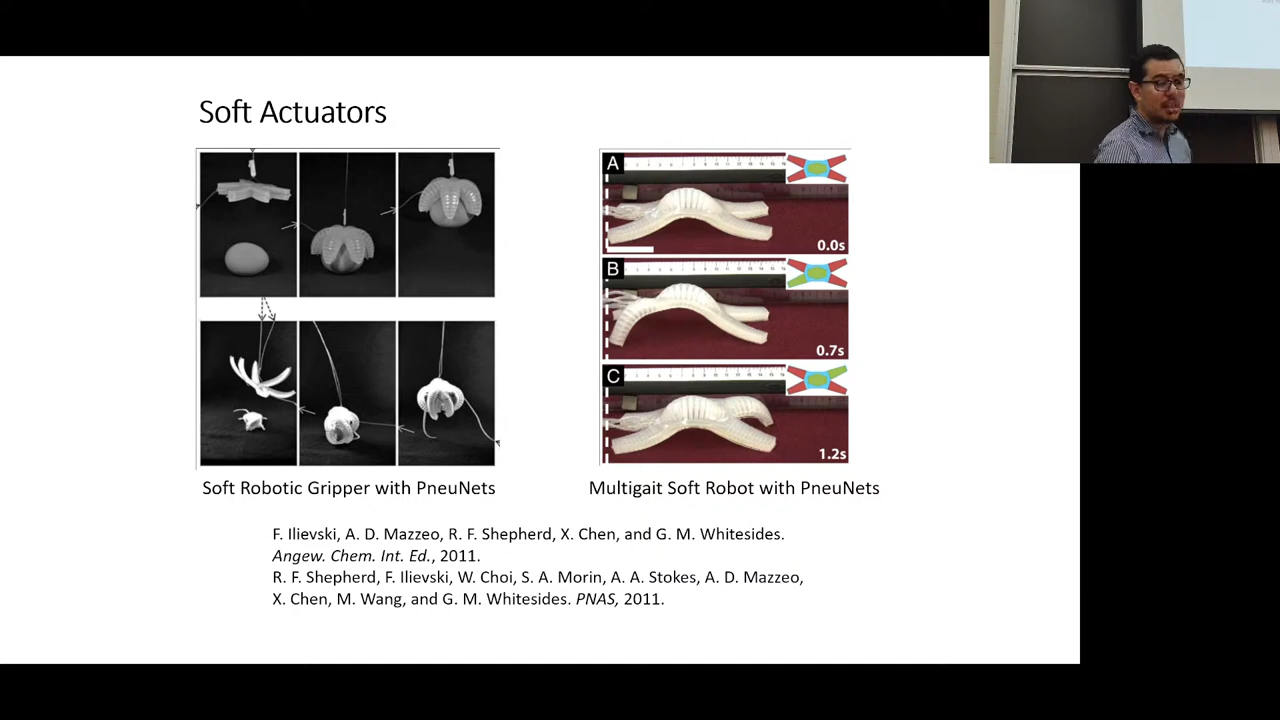 Soft Actuators
A
0.0s
B
0.7s
C
1.2s
Soft Robotic Gripper with PneuNets
Multigait Soft Robot with PneuNets
F. Ilievski, A. D. Mazzeo, R. F. Shepherd, X. Chen, and G. M. Whitesides.
Angew. Chem. Int. Ed., 2011.
R. F. Shepherd, F. Ilievski, W. Choi, S. A. Morin, A. A. Stokes, A. D. Mazzeo,
X. Chen, M. Wang, and G. M. Whitesides. PNAS, 2011.